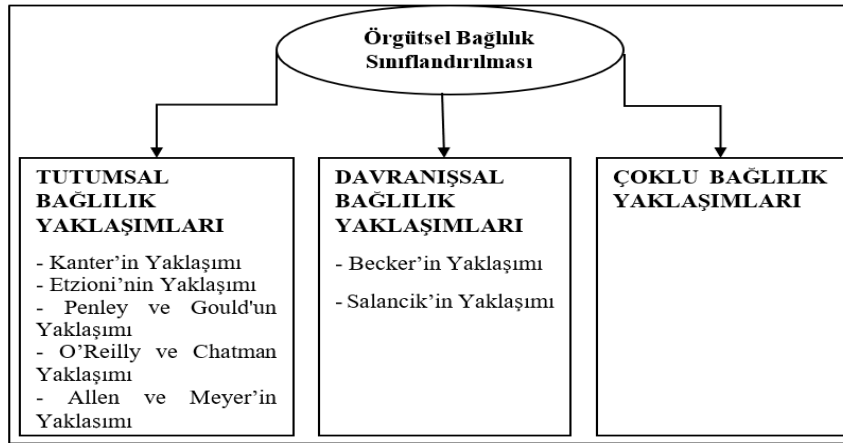 Örgütsel Bağlılık
Sınıflandırılması
TUTUMSAL
BAĞLILIK
YAKLAŞIMLARI
- Kanter’in Yaklaşımı
- Etzioni’nin Yaklaşımı
- Penley ve Gould'un
Yaklaşımı
- O’Reilly ve Chatman
Yaklaşımı
- Allen ve Meyer’in
Yaklaşımı
DAVRANIŞSAL
BAĞLILIK
YAKLAŞIMLARI
- Becker’in Yaklaşımı
- Salancik’in Yaklaşımı
ÇOKLU BAĞLILIK
YAKLAŞIMLARI